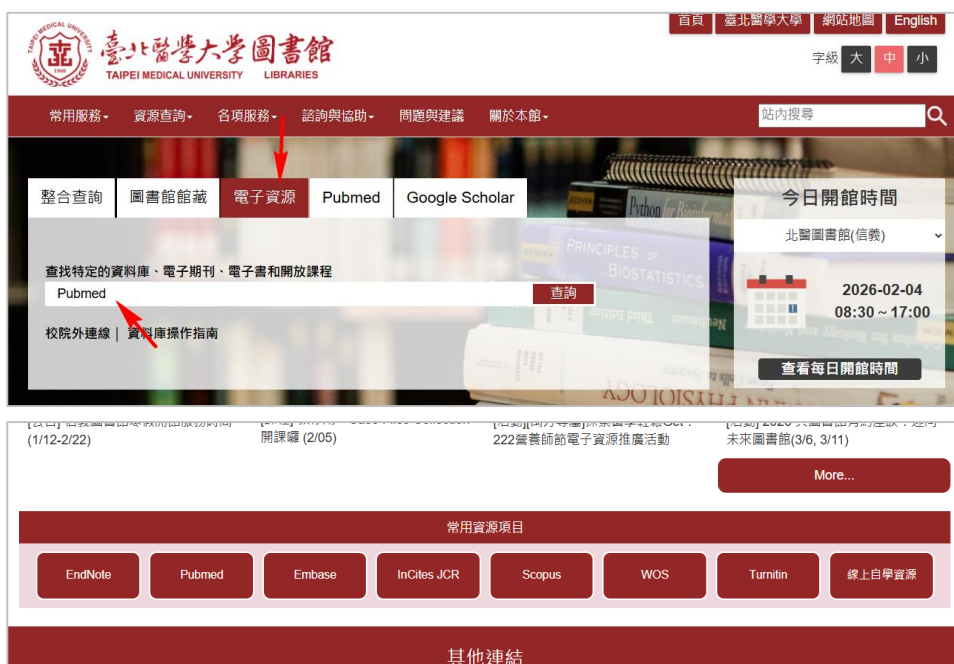 首頁 臺北醫學大學 網站地圖 English
臺北醫學大学圖書館
TAIPEI MEDICAL UNIVERSITY LIBRARIES
字級 大 中 小
常用服務 資源查詢 各項服務 諮詢與協助 問題與建議 關於本館 站內搜尋
整合查詢 圖書館館藏 電子資源 Pubmed Google Scholar
今日開館時間
北醫圖書館(信義)
Python for Bioinformatics
PRINCIPLES OF
BIOSTATISTICS
查找特定的資料庫、電子期刊、電子書和開放課程
Pubmed 查詢
2026-02-04
08:30 ~ 17:00
校院外連線 | 資料庫操作指南
查看每日開館時間
PHYSIOLOGY
(1/12-2/22)
開課囉 (2/05)
222營養師節電子資源推廣活動
未來圖書館(3/6, 3/11)
More...
常用資源項目
EndNote Pubmed Embase InCites JCR Scopus WOS Turnitin 線上自學資源
其他連結